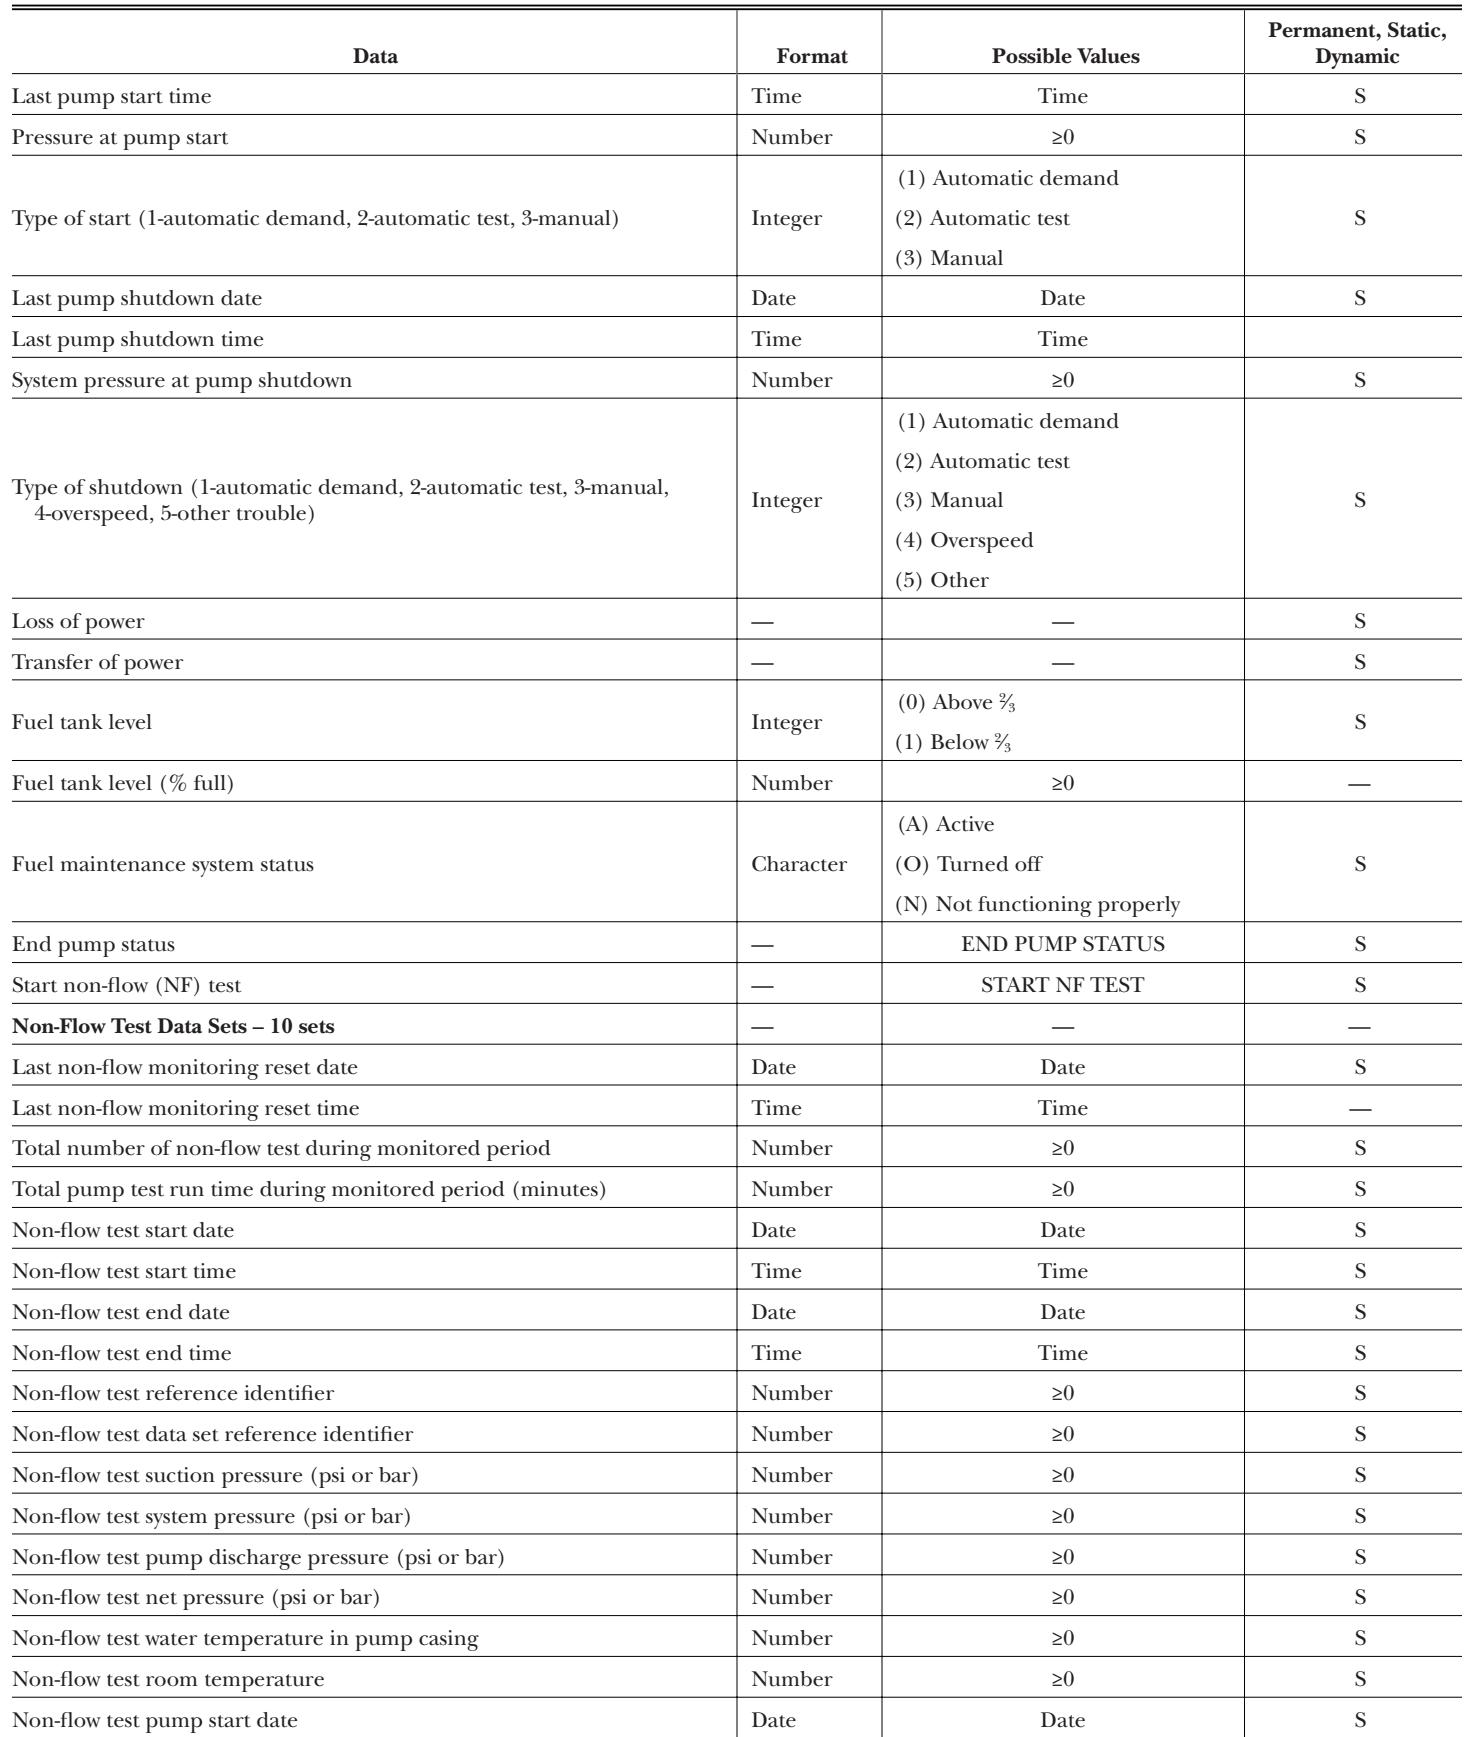 Data Format Possible Values Permanent, Static,
Dynamic
Last pump start time Time Time S
Pressure at pump start Number ≥0 S
(1) Automatic demand
Type of start (1-automatic demand, 2-automatic test, 3-manual) Integer (2) Automatic test S
(3) Manual
Last pump shutdown date Date Date S
Last pump shutdown time Time Time
System pressure at pump shutdown Number ≥0 S
(1) Automatic demand
(2) Automatic test
Type of shutdown (1-automatic demand, 2-automatic test, 3-manual,
4-overspeed, 5-other trouble) Integer (3) Manual S
(4) Overspeed
(5) Other
Loss of power — — S
Transfer of power — — S
(0) Above ⅔
Fuel tank level Integer S
(1) Below ⅔
Fuel tank level (% full) Number ≥0 —
(A) Active
Fuel maintenance system status Character (O) Turned off S
(N) Not functioning properly
End pump status — END PUMP STATUS S
Start non-flow (NF) test — START NF TEST S
Non-Flow Test Data Sets – 10 sets — — —
Last non-flow monitoring reset date Date Date S
Last non-flow monitoring reset time Time Time —
Total number of non-flow test during monitored period Number ≥0 S
Total pump test run time during monitored period (minutes) Number ≥0 S
Non-flow test start date Date Date S
Non-flow test start time Time Time S
Non-flow test end date Date Date S
Non-flow test end time Time Time S
Non-flow test reference identifier Number ≥0 S
Non-flow test data set reference identifier Number ≥0 S
Non-flow test suction pressure (psi or bar) Number ≥0 S
Non-flow test system pressure (psi or bar) Number ≥0 S
Non-flow test pump discharge pressure (psi or bar) Number ≥0 S
Non-flow test net pressure (psi or bar) Number ≥0 S
Non-flow test water temperature in pump casing Number ≥0 S
Non-flow test room temperature Number ≥0 S
Non-flow test pump start date Date Date S